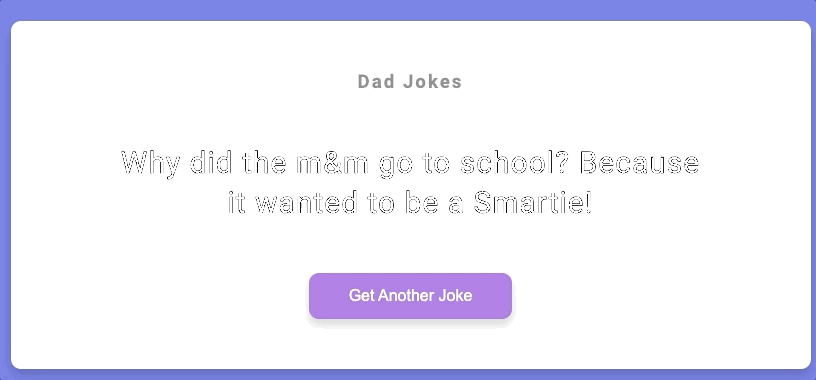 Dad Jokes
Why did the m&m go to school? Because
it wanted to be a Smartie!
Get Another Joke